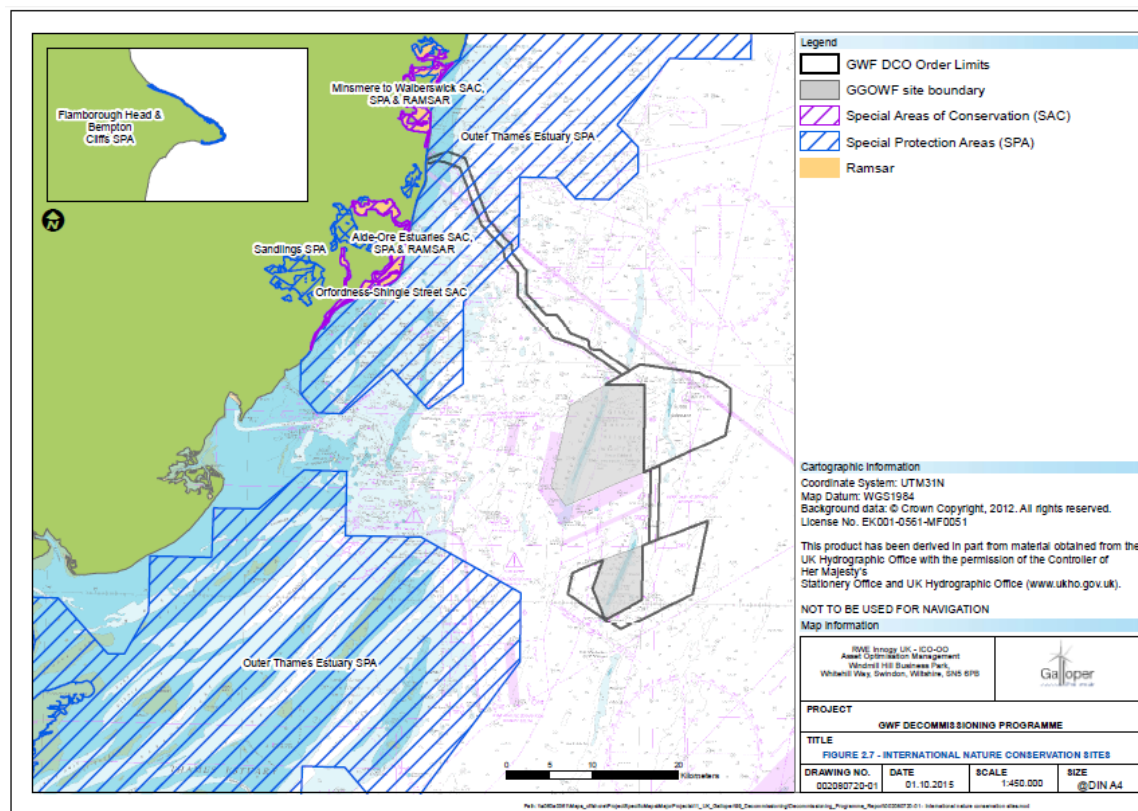 Flamborough Head &
Bempton
Cliffs SPA
Minsmere to Walberswick SAC,
SPA & RAMSAR
Outer Thames Estuary SPA
Sandlings SPA
Alde-Ore Estuaries SAC,
SPA & RAMSAR
Orfordness-Shingle Street SAC
Outer Thames Estuary SPA
THAMES ESTUARY
N
0 5 10 20
Kilometers
Legend
GWF DCO Order Limits
GGOWF site boundary
Special Areas of Conservation (SAC)
Special Protection Areas (SPA)
Ramsar
Cartographic Information
Coordinate System: UTM31N
Map Datum: WGS1984
Background data: © Crown Copyright, 2012. All rights reserved.
License No. EK001-0561-MF0051
This product has been derived in part from material obtained from the
UK Hydrographic Office with the permission of the Controller of
Her Majesty's
Stationery Office and UK Hydrographic Office (www.ukho.gov.uk).
NOT TO BE USED FOR NAVIGATION
Map Information
RWE Innogy UK - ICO-OO
Asset Optimisation Management
Windmill Hill Business Park,
Whitehill Way, Swindon, Wiltshire, SN5 6PB
Galloper
PROJECT
GWF DECOMMISSIONING PROGRAMME
TITLE
FIGURE 2.7 - INTERNATIONAL NATURE CONSERVATION SITES
DRAWING NO. DATE SCALE SIZE
002080720-01 01.10.2015 1:450.000 @DIN A4